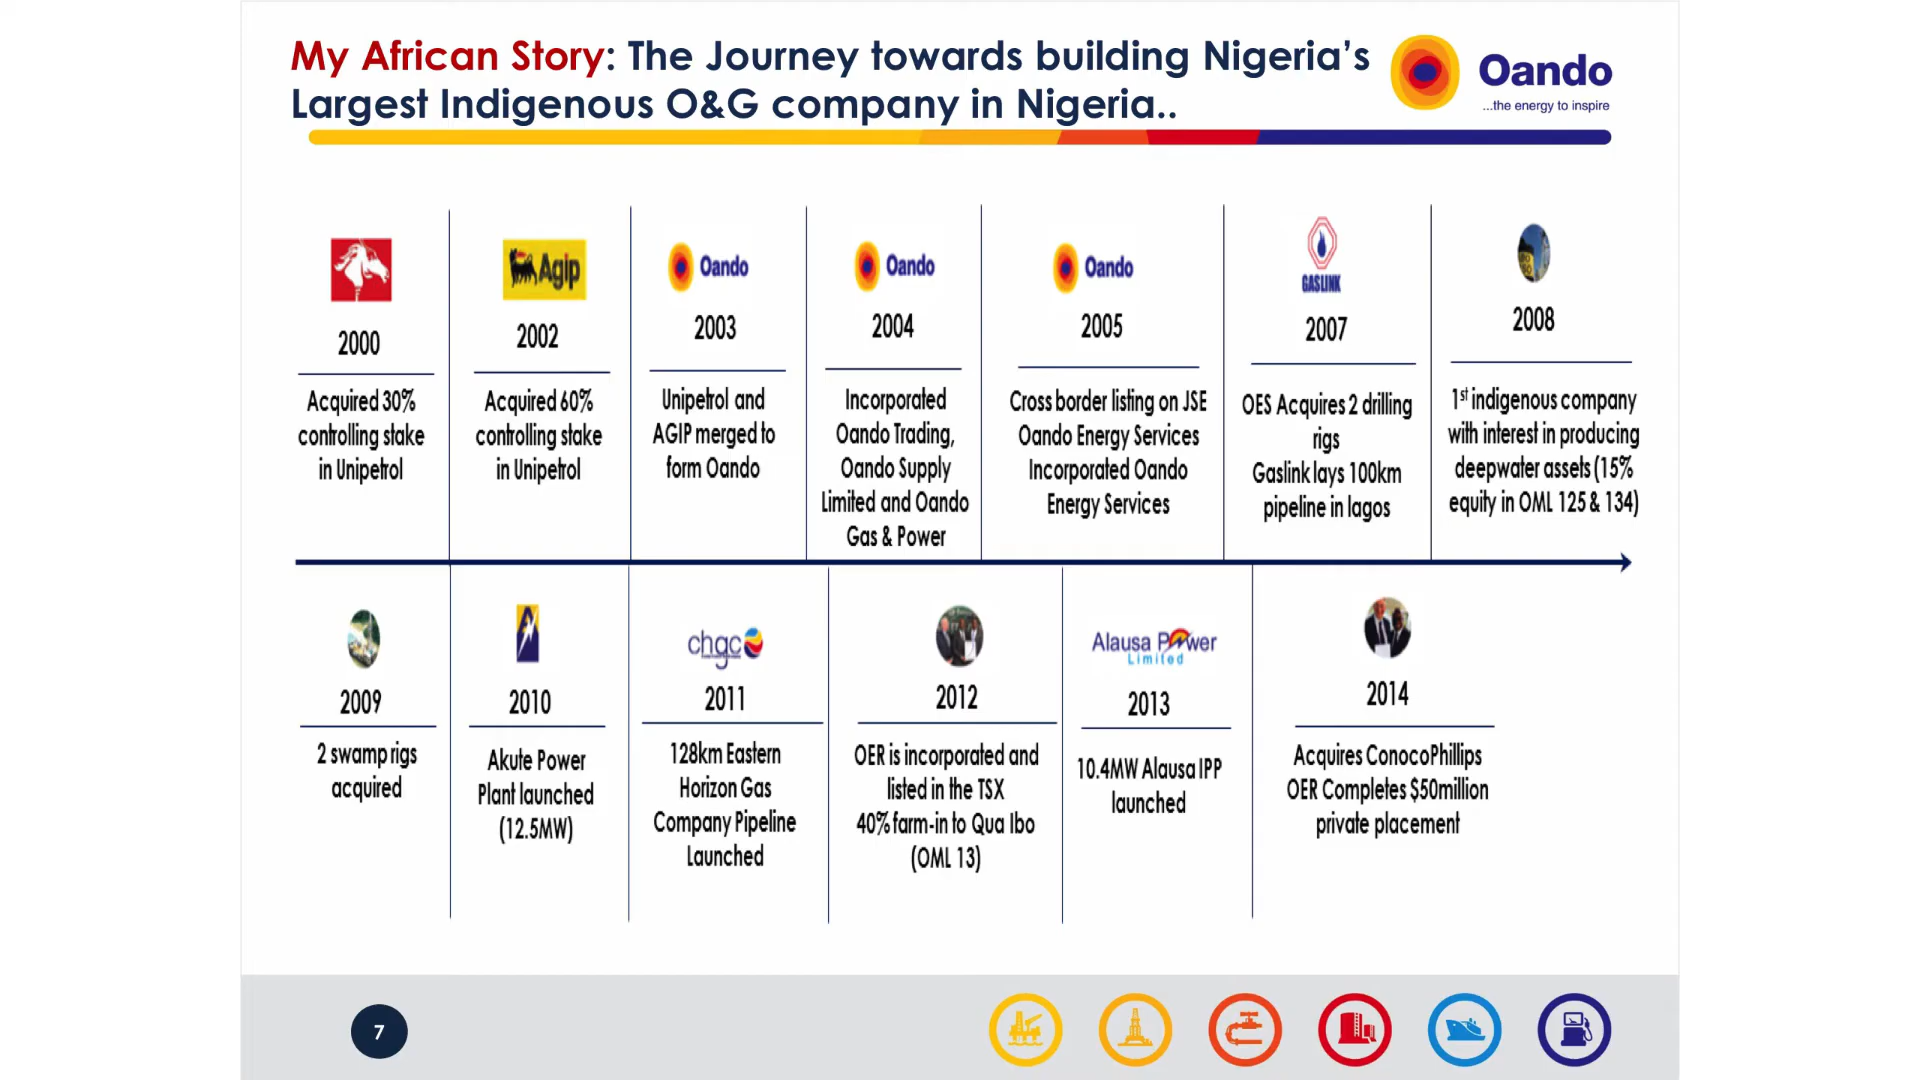 My African Story: The Journey towards building Nigeria's
Largest Indigenous O&G company in Nigeria..
Oando
...the energy to inspire
2000
Acquired 30%
controlling stake
in Unipetrol
Agip
2002
Acquired 60%
controlling stake
in Unipetrol
Oando
2003
Unipetrol and
AGIP merged to
form Oando
Oando
2004
Incorporated
Oando Trading,
Oando Supply
Limited and Oando
Gas & Power
Oando
2005
Cross border listing on JSE
Oando Energy Services
Incorporated Oando
Energy Services
GASLINK
2007
OES Acquires 2 drilling
rigs
Gaslink lays 100km
pipeline in lagos
2008
1st indigenous company
with interest in producing
deepwater assets (15%
equity in OML 125 & 134)
2009
2 swamp rigs
acquired
2010
Akute Power
Plant launched
(12.5MW)
chgc
2011
128km Eastern
Horizon Gas
Company Pipeline
Launched
2012
OER is incorporated and
listed in the TSX
40% farm-in to Qua Ibo
(OML 13)
Alausa Power
Limited
2013
10.4MW Alausa IPP
launched
2014
Acquires ConocoPhillips
OER Completes $50million
private placement
7